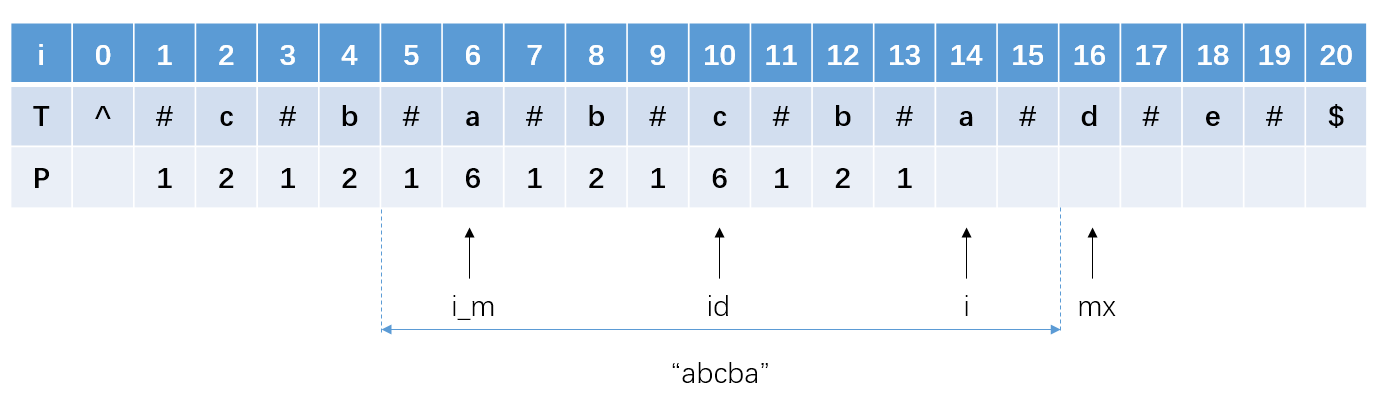 i 0 1 2 3 4 5 6 7 8 9 10 11 12 13 14 15 16 17 18 19 20
T ^ # c # b # a # b # c # b # a # d # e # $
P 1 2 1 2 1 6 1 2 1 6 1 2 1
i_m id i mx
“abcba”